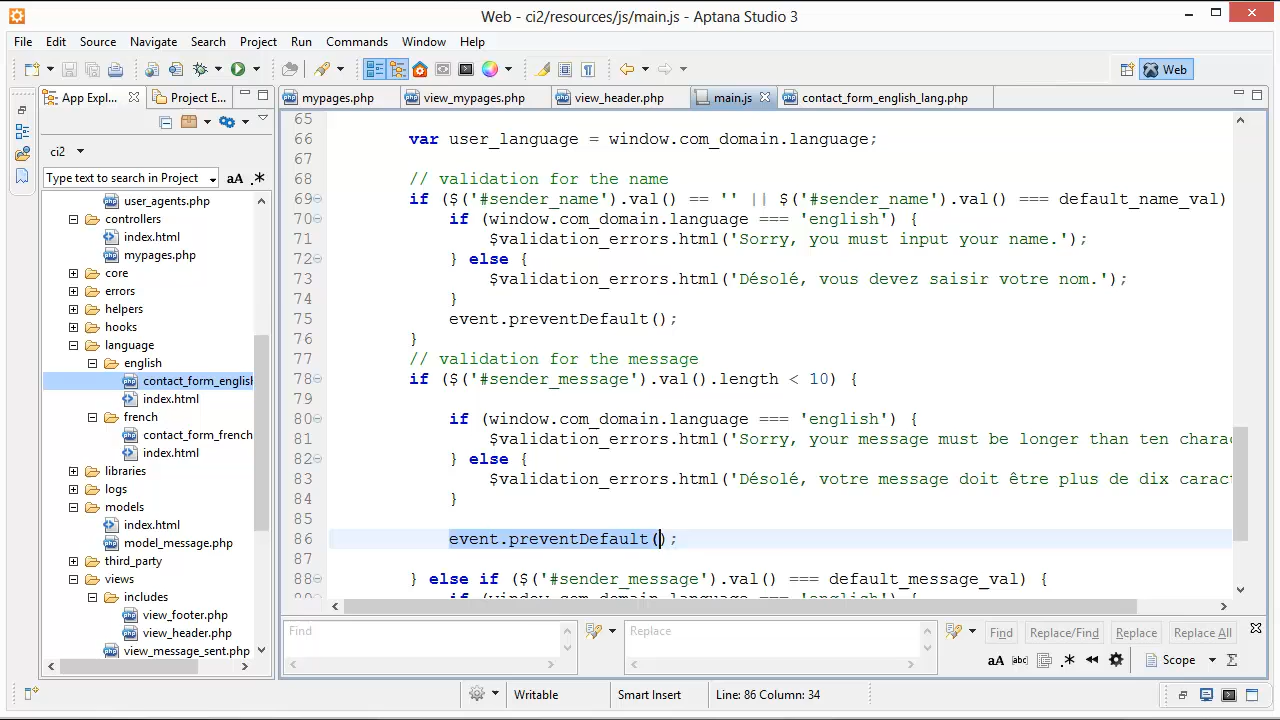 Web - ci2/resources/js/main.js - Aptana Studio 3
File Edit Source Navigate Search Project Run Commands Window Help
Web
App Expl... Project E...
mypages.php view_mypages.php view_header.php main.js contact_form_english_lang.php
ci2
Type text to search in Project
user_agents.php
controllers
index.html
mypages.php
core
errors
helpers
hooks
language
english
contact_form_english
index.html
french
contact_form_french
index.html
libraries
logs
models
index.html
model_message.php
third_party
views
includes
view_footer.php
view_header.php
view_message_sent.php
65
66 var user_language = window.com_domain.language;
67
68 // validation for the name
69 if ($('#sender_name').val() == '' || $('#sender_name').val() === default_name_val)
70 if (window.com_domain.language === 'english') {
71 $validation_errors.html('Sorry, you must input your name.');
72 } else {
73 $validation_errors.html('Désolé, vous devez saisir votre nom.');
74 }
75 event.preventDefault();
76 }
77 // validation for the message
78 if ($('#sender_message').val().length < 10) {
79
80 if (window.com_domain.language === 'english') {
81 $validation_errors.html('Sorry, your message must be longer than ten charac
82 } else {
83 $validation_errors.html('Désolé, votre message doit être plus de dix caract
84 }
85
86 event.preventDefault();
87
88 } else if ($('#sender_message').val() === default_message_val) {
Find
Replace
Find Replace/Find Replace Replace All
Scope
Writable Smart Insert Line: 86 Column: 34